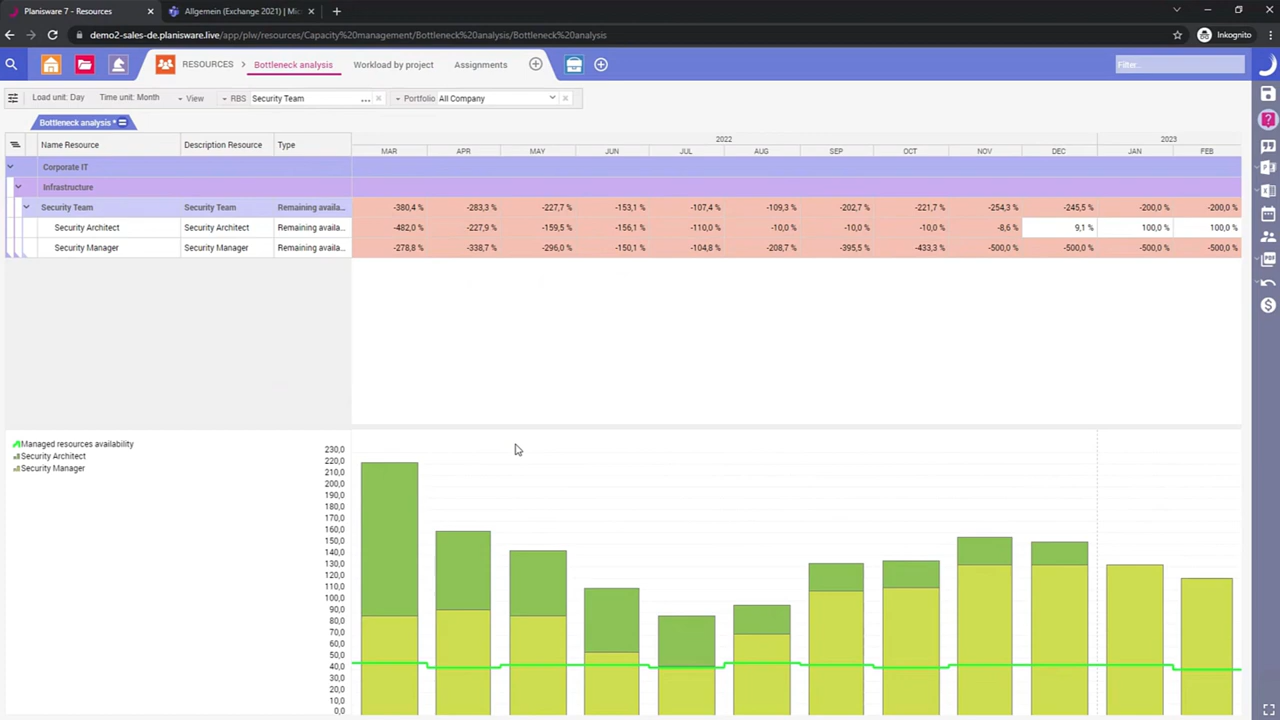 Planisware 7 - Resources
Allgemein (Exchange 2021) | Mic
Inkognito
demo2-sales-de.planisware.live/app/plw/resources/Capacity%20management/Bottleneck%20analysis/Bottleneck%20analysis
RESOURCES > Bottleneck analysis Workload by project Assignments
Filter...
Load unit: Day Time unit: Month View RBS Security Team ... Portfolio All Company
Bottleneck analysis *
2022 2023
Name Resource Description Resource Type MAR APR MAY JUN JUL AUG SEP OCT NOV DEC JAN FEB
Corporate IT
Infrastructure
Security Team Security Team Remaining availa... -380,4 % -283,3 % -227,7 % -153,1 % -107,4 % -109,3 % -202,7 % -221,7 % -254,3 % -245,5 % -200,0 % -200,0 %
Security Architect Security Architect Remaining availa... -482,0 % -227,9 % -159,5 % -156,1 % -110,0 % -10,0 % -10,0 % -10,0 % -8,6 % 9,1 % 100,0 % 100,0 %
Security Manager Security Manager Remaining availa... -278,8 % -338,7 % -296,0 % -150,1 % -104,8 % -208,7 % -395,5 % -433,3 % -500,0 % -500,0 % -500,0 % -500,0 %
Managed resources availability
Security Architect
Security Manager
230,0
220,0
210,0
200,0
190,0
180,0
170,0
160,0
150,0
140,0
130,0
120,0
110,0
100,0
90,0
80,0
70,0
60,0
50,0
40,0
30,0
20,0
10,0
0,0